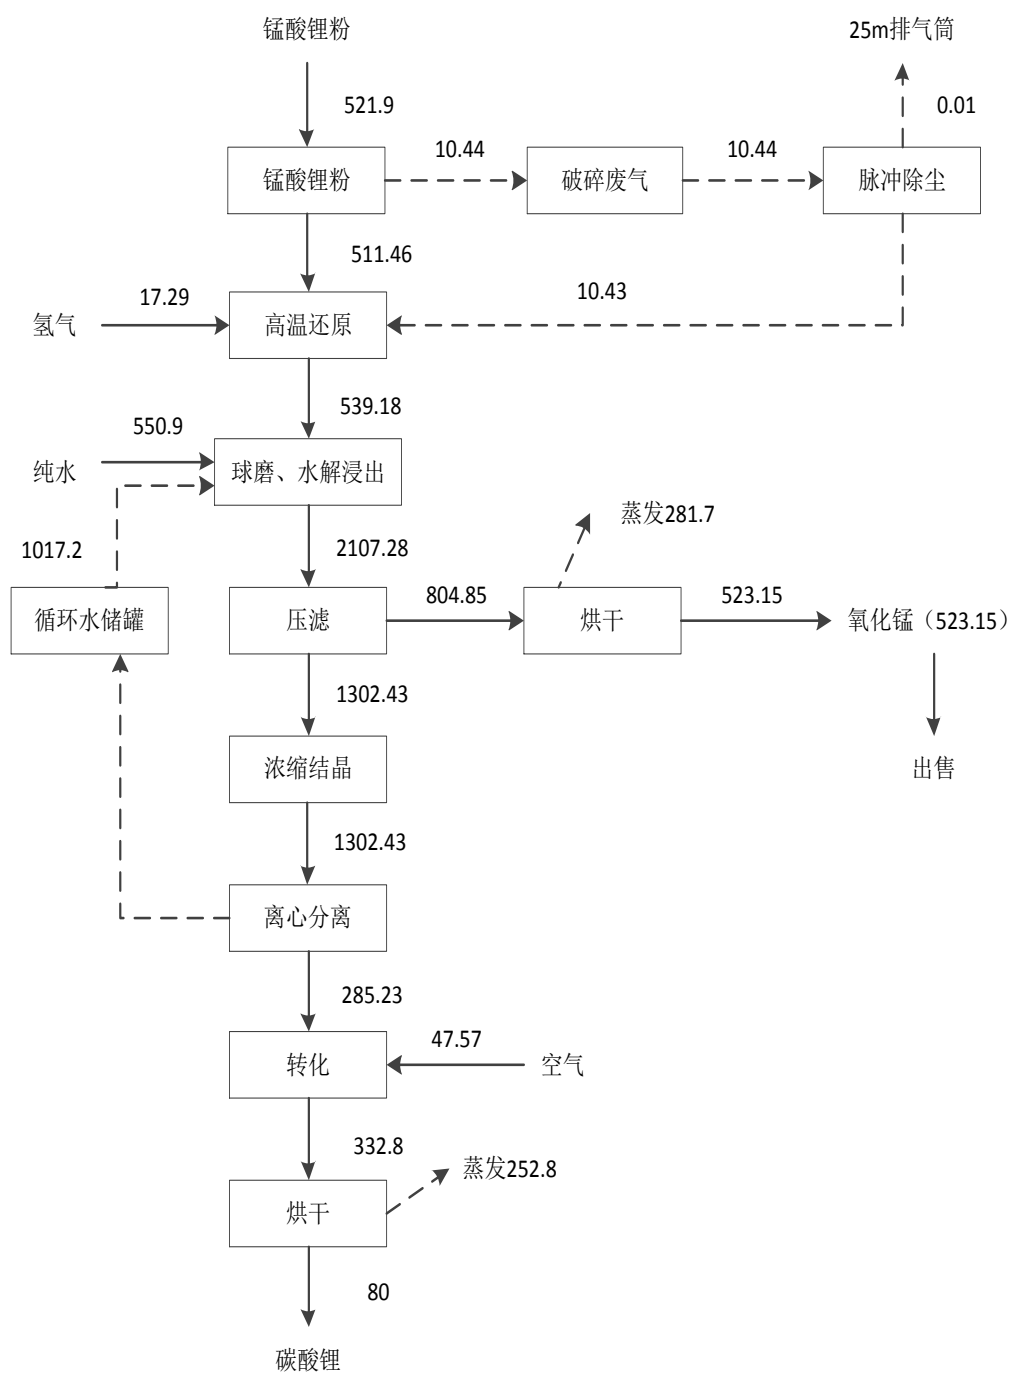 锰酸锂粉
25m排气筒
521.9
0.01
10.44
10.44
锰酸锂粉
破碎废气
脉冲除尘
511.46
10.43
17.29
氢气
高温还原
539.18
550.9
纯水
球磨、水解浸出
蒸发281.7
1017.2
2107.28
804.85
523.15
循环水储罐
压滤
烘干
氧化锰（523.15）
1302.43
浓缩结晶
出售
1302.43
离心分离
285.23
47.57
转化
空气
332.8
蒸发252.8
烘干
80
碳酸锂